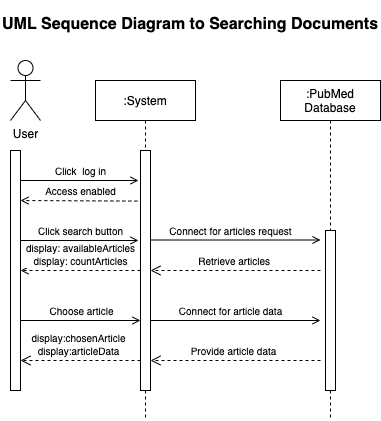 UML Sequence Diagram to Searching Documents
:System
:PubMed
Database
User
Click log in
Access enabled
Click search button
Connect for articles request
display: availableArticles
display: countArticles
Retrieve articles
Choose article
Connect for article data
display:chosenArticle
display:articleData
Provide article data